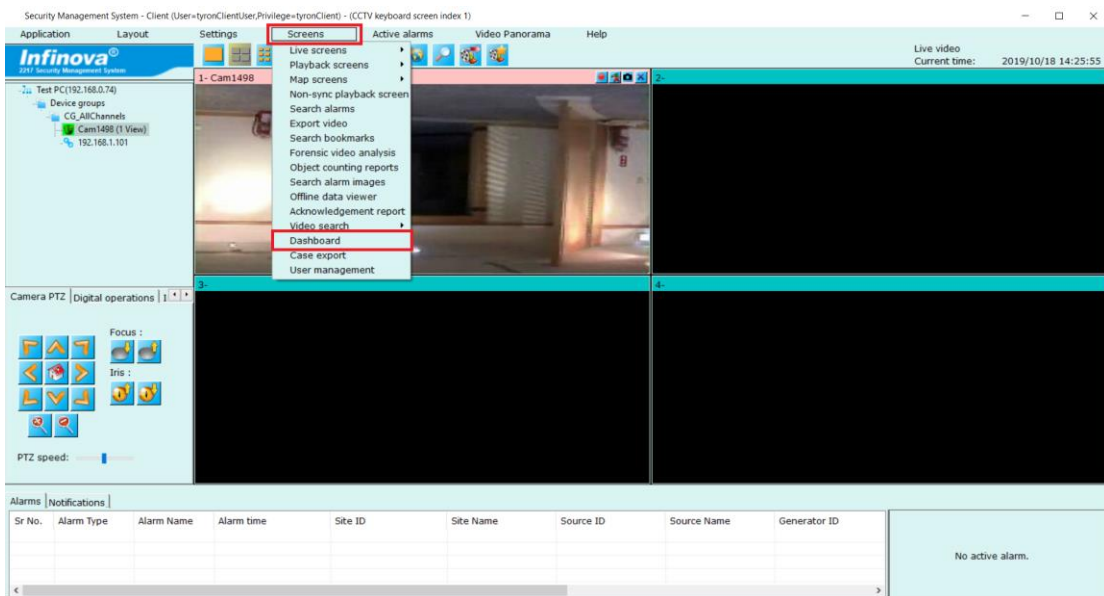 Security Management System - Client (User=tyronClientUser,Privilege=tyronClient) - (CCTV keyboard screen index 1)
Application Layout Settings Screens Active alarms Video Panorama Help
Infinova®
2217 Security Management System
Live video
Current time: 2019/10/18 14:25:55
Test PC(192.168.0.74)
Device groups
CG_AllChannels
Cam1498 (1 View)
192.168.1.101
1- Cam1498
2-
Live screens
Playback screens
Map screens
Non-sync playback screen
Search alarms
Export video
Search bookmarks
Forensic video analysis
Object counting reports
Search alarm images
Offline data viewer
Acknowledgement report
Video search
Dashboard
Case export
User management
3-
4-
Camera PTZ Digital operations
Focus :
Iris :
PTZ speed:
Alarms Notifications
Sr No. Alarm Type Alarm Name Alarm time Site ID Site Name Source ID Source Name Generator ID
No active alarm.